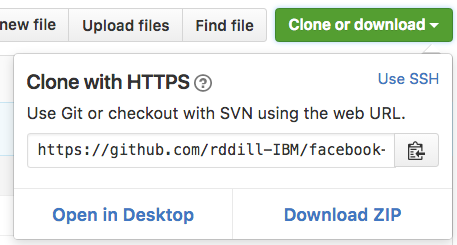 new file Upload files Find file Clone or download
Clone with HTTPS ? Use SSH
Use Git or checkout with SVN using the web URL.
https://github.com/rddill-IBM/facebook-
Open in Desktop Download ZIP